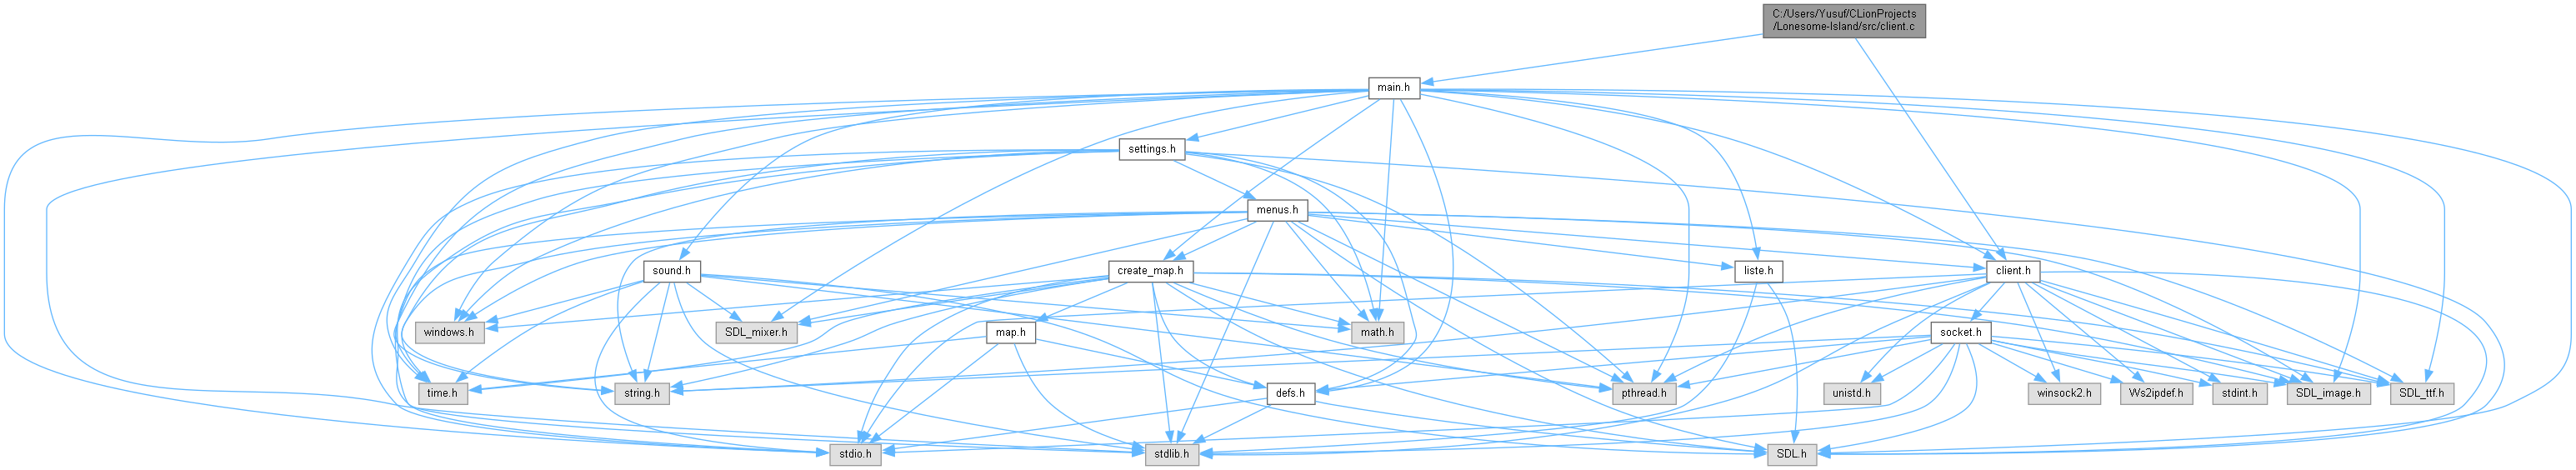 C:/Users/Yusuf/CLionProjects
/Lonesome-Island/src/client.c
main.h
settings.h
menus.h
sound.h
create_map.h
liste.h
client.h
windows.h
SDL_mixer.h
map.h
math.h
socket.h
time.h
string.h
defs.h
pthread.h
unistd.h
winsock2.h
Ws2ipdef.h
stdint.h
SDL_image.h
SDL_ttf.h
stdio.h
stdlib.h
SDL.h